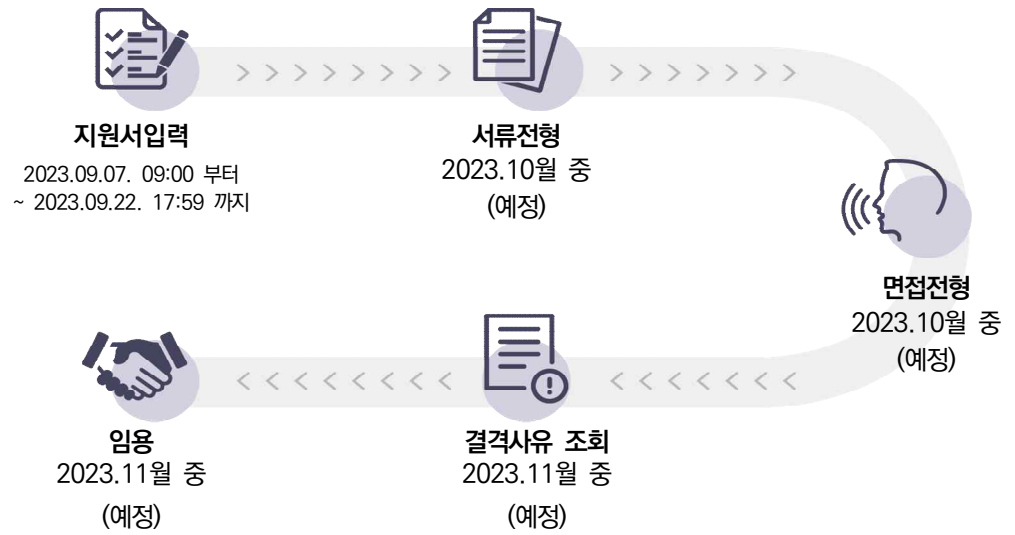 지원서입력
2023.09.07. 09:00 부터
~ 2023.09.22. 17:59 까지
서류전형
2023.10월 중
(예정)
면접전형
2023.10월 중
(예정)
결격사유 조회
2023.11월 중
(예정)
임용
2023.11월 중
(예정)